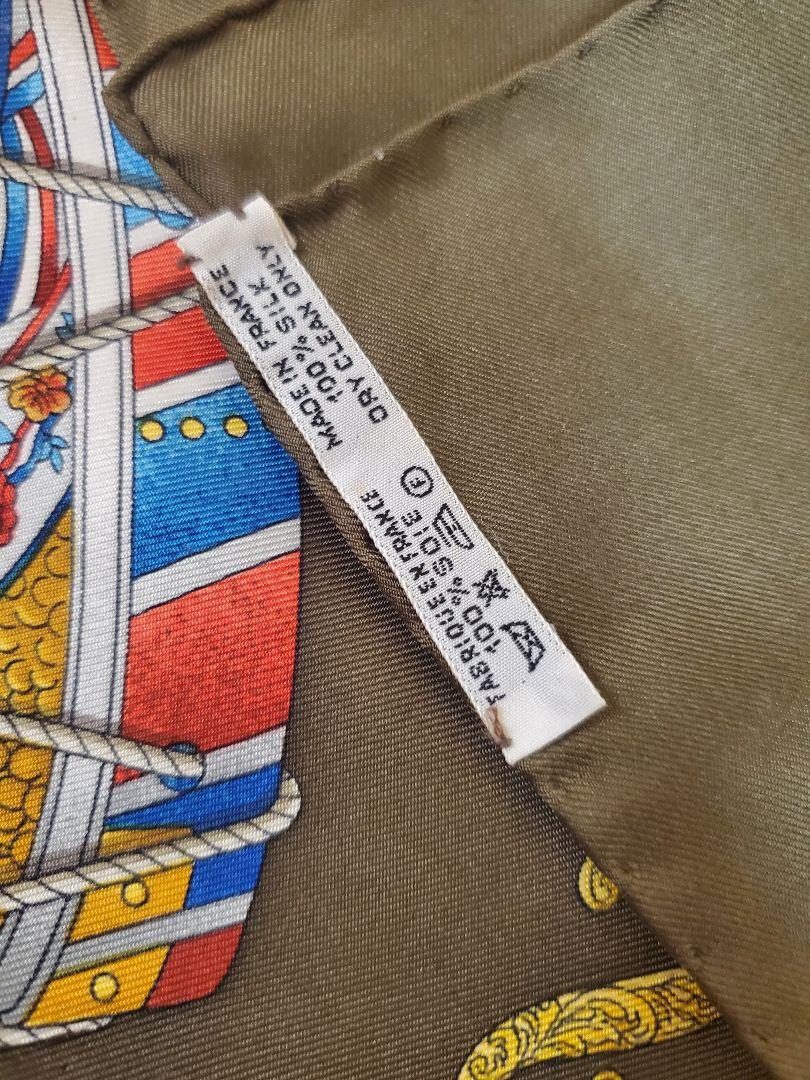 MADE IN FRANCE
100% SILK
DRY CLEAN ONLY
FABRIQUE EN FRANCE
100% SOIE
F